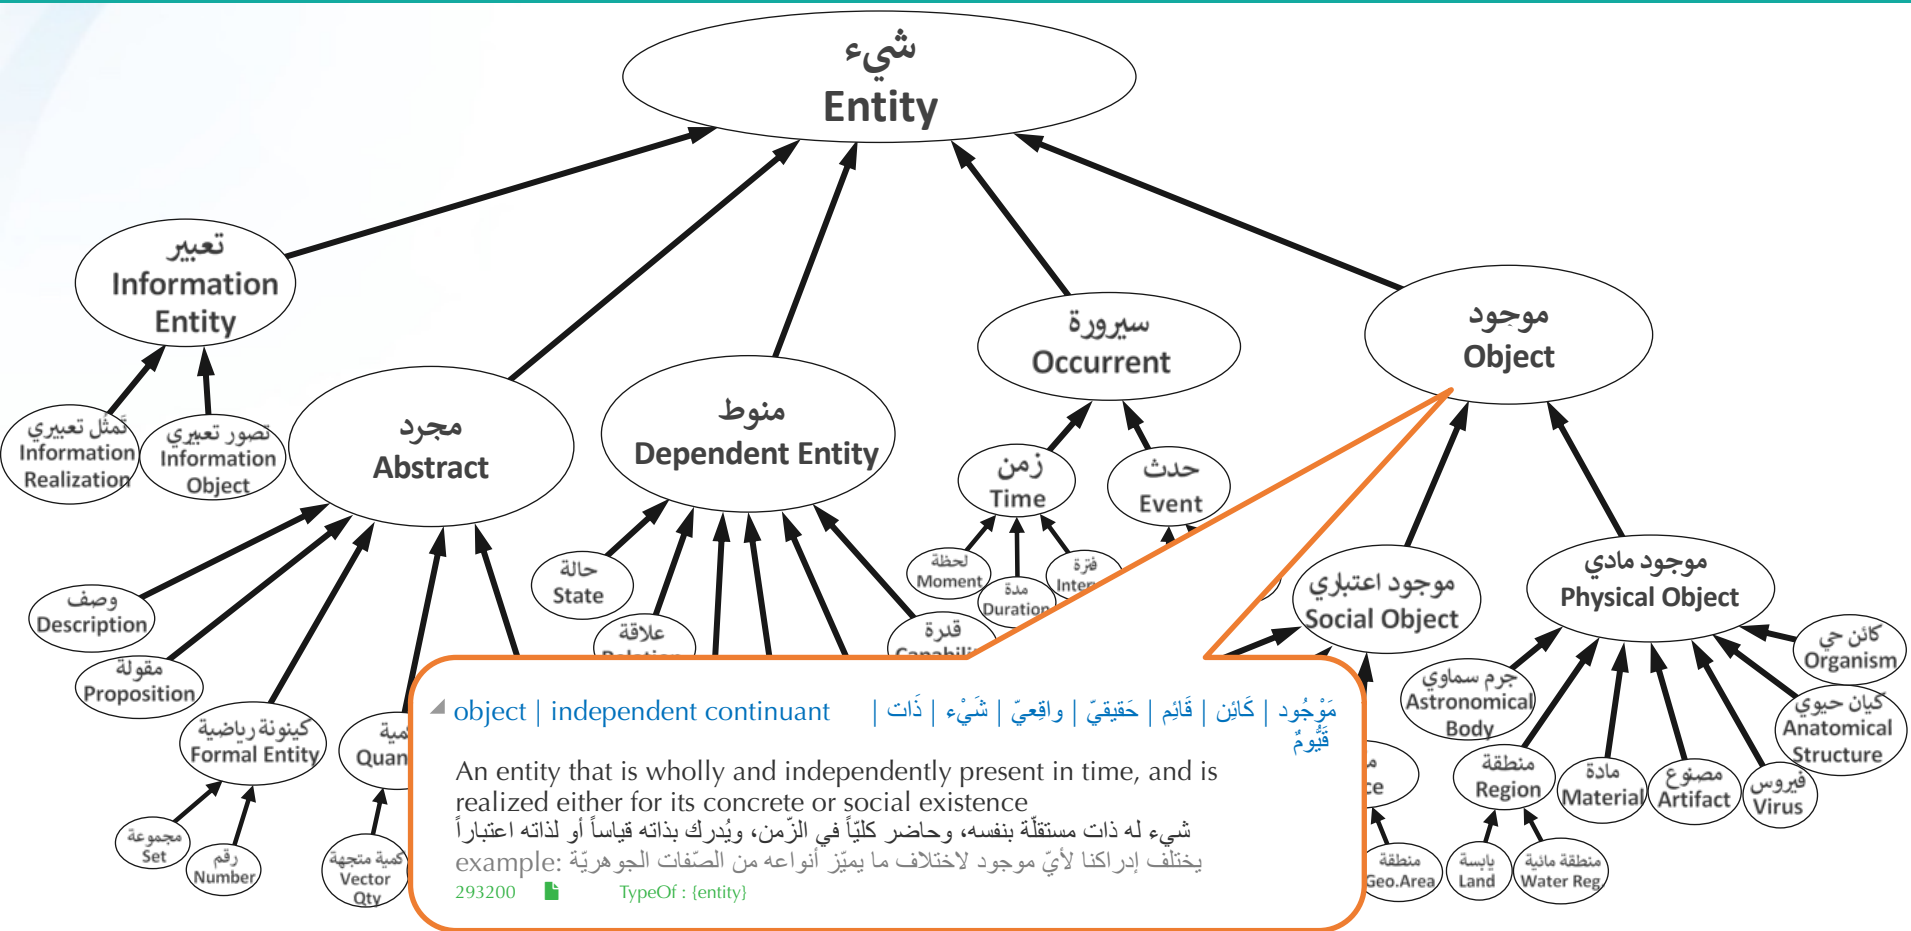 شيء
Entity
تعبير
Information
Entity
سيرورة
Occurrent
موجود
Object
مجرد
Abstract
منوط
Dependent Entity
تَمثُل تعبيري
Information
Realization
تصور تعبيري
Information
Object
زمن
Time
حدث
Event
لحظة
Moment
مدة
Duration
فترة
حالة
State
علاقة
قدرة
موجود اعتباري
Social Object
موجود مادي
Physical Object
وصف
Description
مقولة
Proposition
كينونة رياضية
Formal Entity
مجموعة
Set
رقم
Number
كمية متجهة
Vector
Qty
كائن حي
Organism
جرم سماوي
Astronomical
Body
كيان حيوي
Anatomical
Structure
منطقة
Region
مادة
Material
مصنوع
Artifact
فيروس
Virus
منطقة
Geo.Area
يابسة
Land
منطقة مائية
Water Reg.
object | independent continuant مَوْجُود | كَائِن | قَائِم | حَقيقيّ | واقِعيّ | شَيْء | ذَات |
قَيُّومٌ
An entity that is wholly and independently present in time, and is
realized either for its concrete or social existence
شيء له ذات مستقلّة بنفسه، وحاضر كليّاً في الزّمن، ويُدرك بذاته قياساً أو لذاته اعتباراً
example: يختلف إدراكنا لأيّ موجود لاختلاف ما يميّز أنواعه من الصّفات الجوهريّة
293200 TypeOf : {entity}